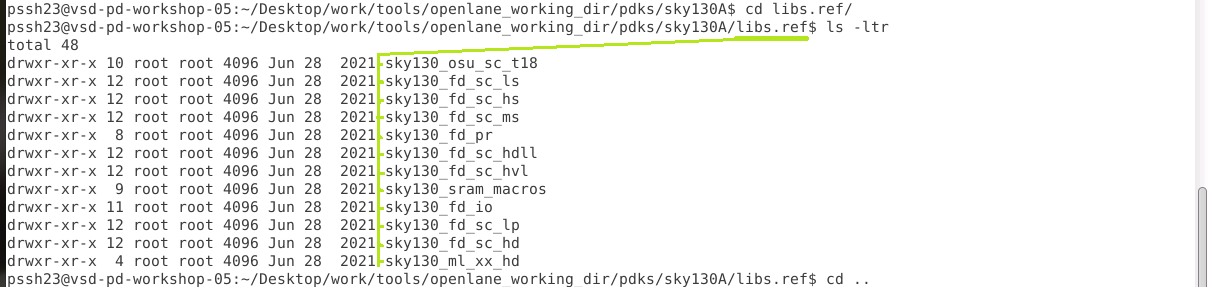 pssh23@vsd-pd-workshop-05:~/Desktop/work/tools/openlane_working_dir/pdks/sky130A$ cd libs.ref/
pssh23@vsd-pd-workshop-05:~/Desktop/work/tools/openlane_working_dir/pdks/sky130A/libs.ref$ ls -ltr
total 48
drwxr-xr-x 10 root root 4096 Jun 28  2021 sky130_osu_sc_t18
drwxr-xr-x 12 root root 4096 Jun 28  2021 sky130_fd_sc_ls
drwxr-xr-x 12 root root 4096 Jun 28  2021 sky130_fd_sc_hs
drwxr-xr-x 12 root root 4096 Jun 28  2021 sky130_fd_sc_ms
drwxr-xr-x  8 root root 4096 Jun 28  2021 sky130_fd_pr
drwxr-xr-x 12 root root 4096 Jun 28  2021 sky130_fd_sc_hdll
drwxr-xr-x 12 root root 4096 Jun 28  2021 sky130_fd_sc_hvl
drwxr-xr-x  9 root root 4096 Jun 28  2021 sky130_sram_macros
drwxr-xr-x 11 root root 4096 Jun 28  2021 sky130_fd_io
drwxr-xr-x 12 root root 4096 Jun 28  2021 sky130_fd_sc_lp
drwxr-xr-x 12 root root 4096 Jun 28  2021 sky130_fd_sc_hd
drwxr-xr-x  4 root root 4096 Jun 28  2021 sky130_ml_xx_hd
pssh23@vsd-pd-workshop-05:~/Desktop/work/tools/openlane_working_dir/pdks/sky130A/libs.ref$ cd ..